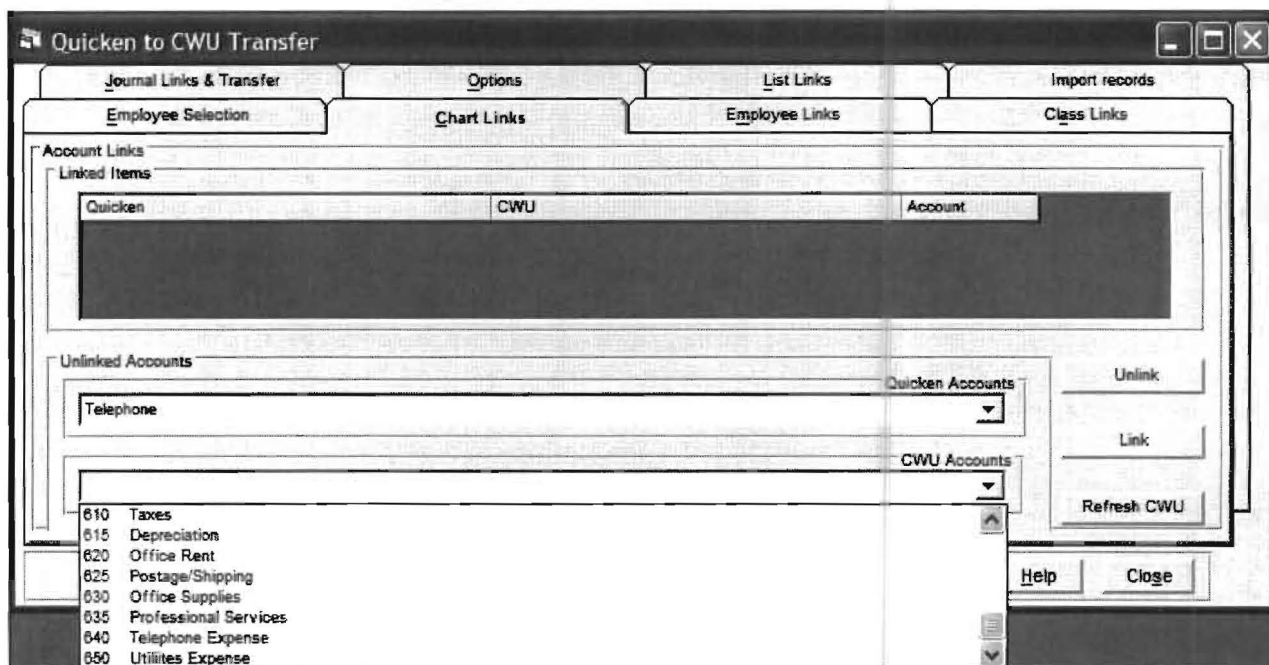 Quicken to CWU Transfer
Journal Links & Transfer Options List Links Import records
Employee Selection Chart Links Employee Links Class Links
Account Links
Linked Items
Quicken CWU Account
Unlinked Accounts
Quicken Accounts
Telephone
Unlink
Link
CWU Accounts
Refresh CWU
610 Taxes
615 Depreciation
620 Office Rent
625 Postage/Shipping
630 Office Supplies
635 Professional Services
640 Telephone Expense
650 Utiliites Expense
Help Close